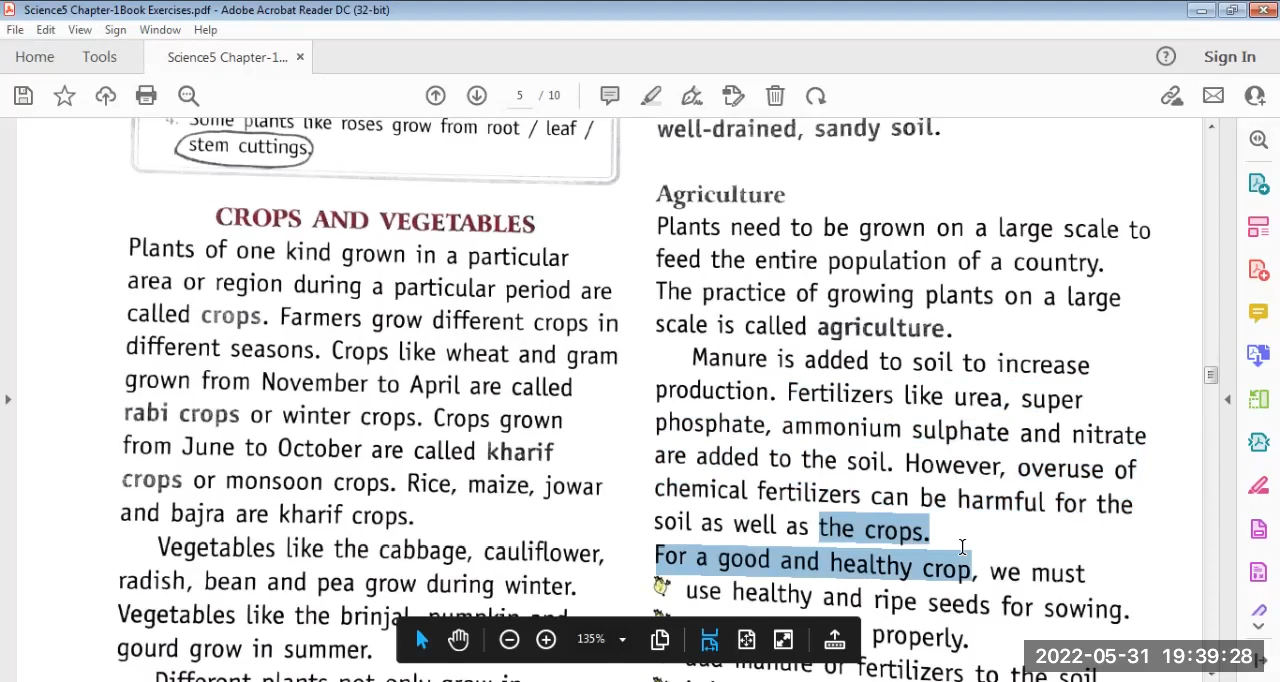 Science5 Chapter-1Book Exercises.pdf - Adobe Acrobat Reader DC (32-bit)
File Edit View Sign Window Help
Home Tools Science5 Chapter-1... × Sign In
5 / 10
4. Some plants like roses grow from root / leaf /
stem cuttings.
CROPS AND VEGETABLES
Plants of one kind grown in a particular
area or region during a particular period are
called crops. Farmers grow different crops in
different seasons. Crops like wheat and gram
grown from November to April are called
rabi crops or winter crops. Crops grown
from June to October are called kharif
crops or monsoon crops. Rice, maize, jowar
and bajra are kharif crops.
Vegetables like the cabbage, cauliflower,
radish, bean and pea grow during winter.
Vegetables like the brinjal, pumpkin and
gourd grow in summer.
Different plants not only grow in
well-drained, sandy soil.
Agriculture
Plants need to be grown on a large scale to
feed the entire population of a country.
The practice of growing plants on a large
scale is called agriculture.
Manure is added to soil to increase
production. Fertilizers like urea, super
phosphate, ammonium sulphate and nitrate
are added to the soil. However, overuse of
chemical fertilizers can be harmful for the
soil as well as the crops.
For a good and healthy crop, we must
use healthy and ripe seeds for sowing.
properly.
add manure or fertilizers to the soil
135%
2022-05-31 19:39:28